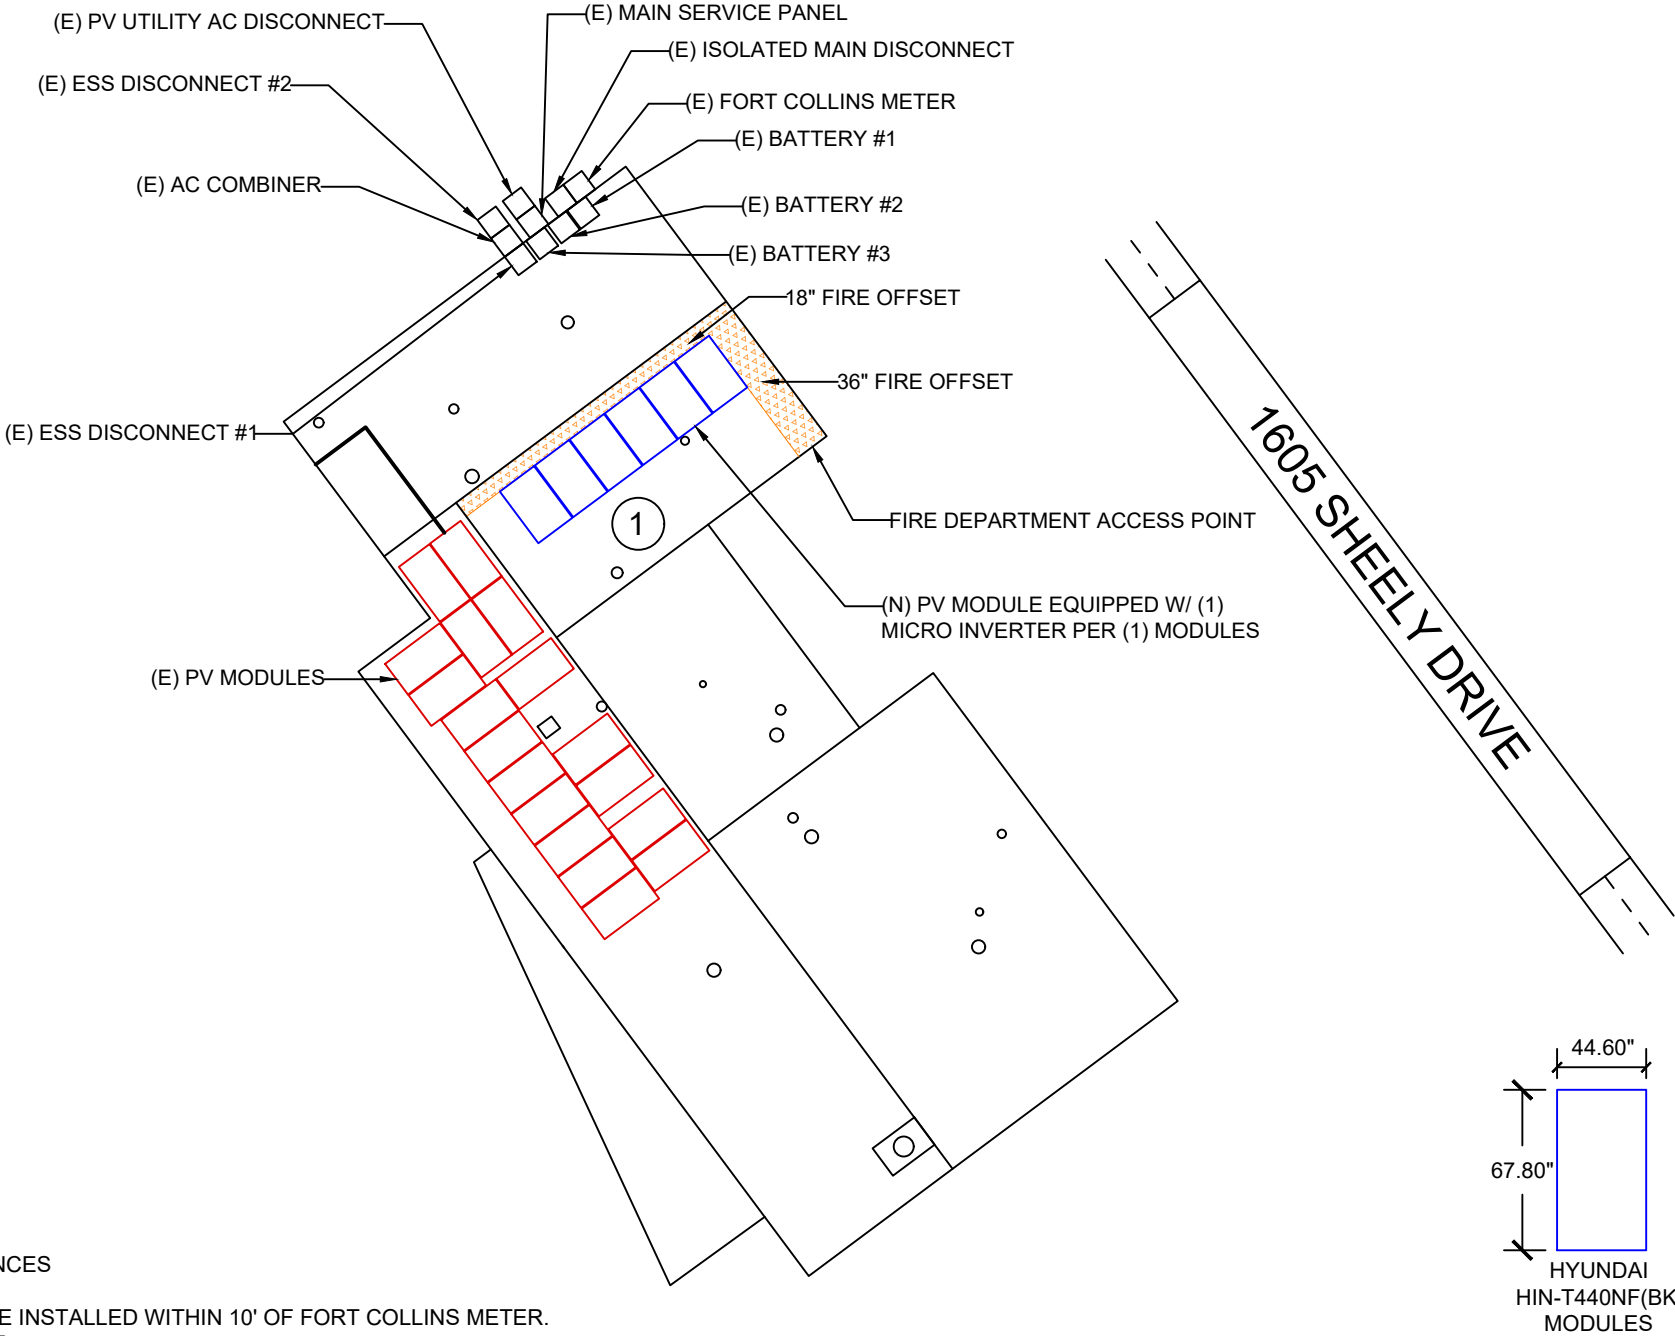 (E) PV UTILITY AC DISCONNECT
(E) MAIN SERVICE PANEL
(E) ISOLATED MAIN DISCONNECT
(E) ESS DISCONNECT #2
(E) FORT COLLINS METER
(E) BATTERY #1
(E) AC COMBINER
(E) BATTERY #2
(E) BATTERY #3
18" FIRE OFFSET
36" FIRE OFFSET
(E) ESS DISCONNECT #1
1
FIRE DEPARTMENT ACCESS POINT
(N) PV MODULE EQUIPPED W/ (1)
MICRO INVERTER PER (1) MODULES
(E) PV MODULES
1605 SHEELY DRIVE
44.60"
67.80"
HYUNDAI
HIN-T440NF(BK
MODULES
NCES
E INSTALLED WITHIN 10' OF FORT COLLINS METER.